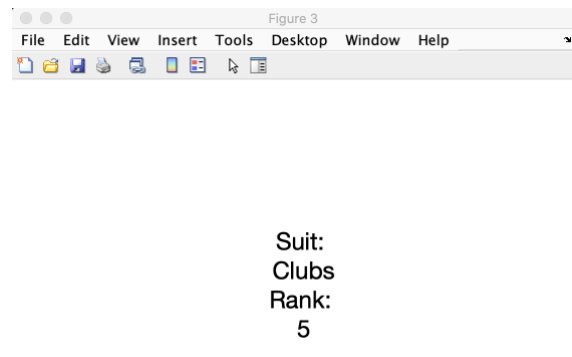 Figure 3
File Edit View Insert Tools Desktop Window Help
Suit:
Clubs
Rank:
5